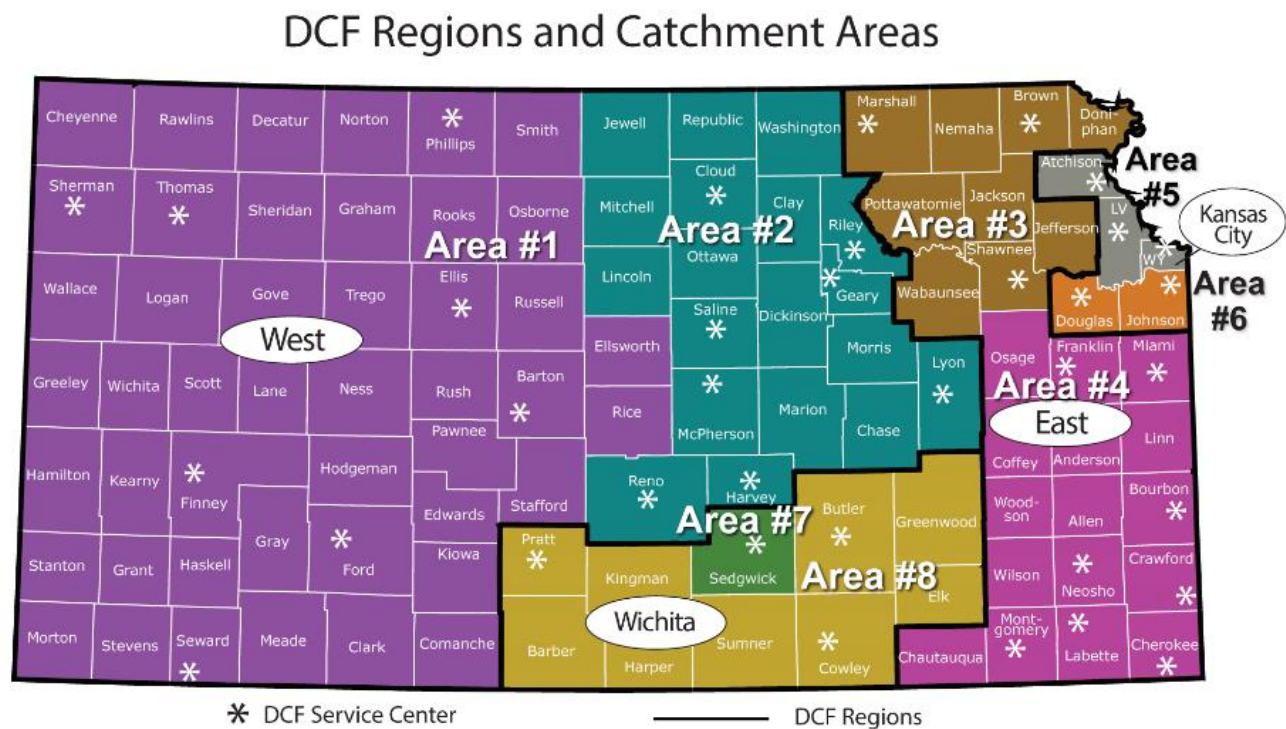 DCF Regions and Catchment Areas
Cheyenne
Rawlins
Decatur
Norton
Phillips
Smith
Jewell
Republic
Washington
Marshall
Nemaha
Brown
Doni-
phan
Atchison
Area
#5
Sherman
Thomas
Sheridan
Graham
Rooks
Osborne
Area #1
Mitchell
Cloud
Area #2
Clay
Riley
Pottawatomie
Jackson
Area #3
Jefferson
Shawnee
LV
WY
Kansas
City
Wallace
Logan
Gove
Trego
Ellis
Russell
Lincoln
Ottawa
Saline
Dickinson
Geary
Wabaunsee
Douglas
Johnson
Area
#6
West
Greeley
Wichita
Scott
Lane
Ness
Rush
Barton
Pawnee
Ellsworth
Rice
McPherson
Marion
Morris
Chase
Lyon
Osage
Franklin
Miami
Area #4
East
Coffey
Anderson
Linn
Hamilton
Kearny
Finney
Hodgeman
Edwards
Stafford
Reno
Harvey
Area #7
Butler
Greenwood
Wood-
son
Allen
Bourbon
Stanton
Grant
Haskell
Gray
Ford
Kiowa
Pratt
Kingman
Sedgwick
Area #8
Elk
Wilson
Neosho
Crawford
Wichita
Morton
Stevens
Seward
Meade
Clark
Comanche
Barber
Harper
Sumner
Cowley
Chautauqua
Mont-
gomery
Labette
Cherokee
* DCF Service Center
DCF Regions